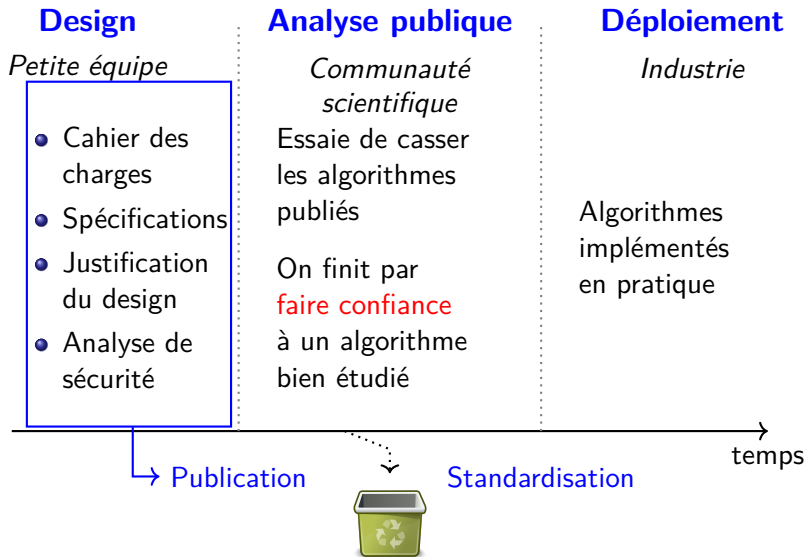 Design
Petite équipe
Cahier des
charges
Spécifications
Justification
du design
Analyse de
sécurité
Analyse publique
Communauté
scientifique
Essaie de casser
les algorithmes
publiés
On finit par
faire confiance
à un algorithme
bien étudié
Déploiement
Industrie
Algorithmes
implémentés
en pratique
temps
Publication
Standardisation